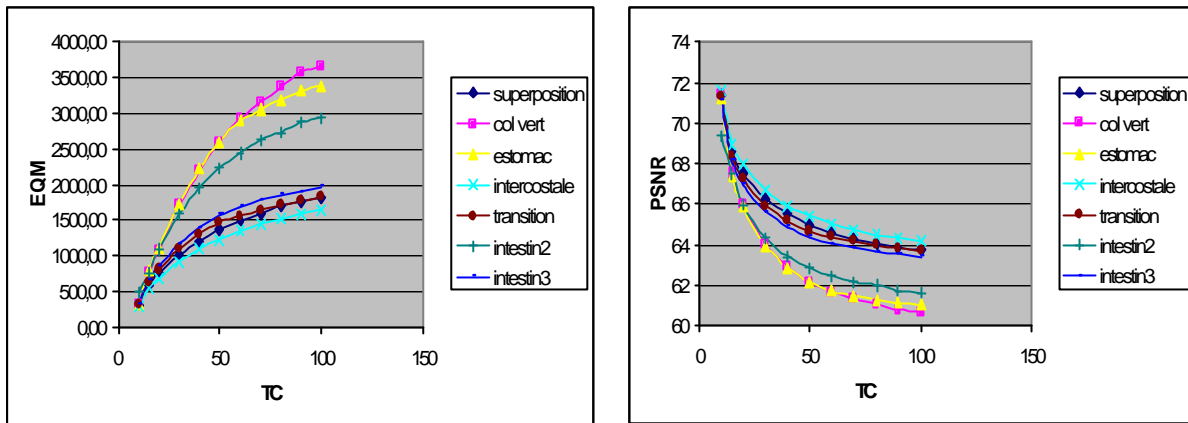 4000,00
3500,00
3000,00
2500,00
2000,00
1500,00
1000,00
500,00
0,00
EQM
0
50
100
150
TC
superposition
col vert
estomac
intercostale
transition
intestin2
intestin3
74
72
70
68
66
64
62
60
PSNR
0
50
100
150
TC
superposition
col vert
estomac
intercostale
transition
intestin2
intestin3